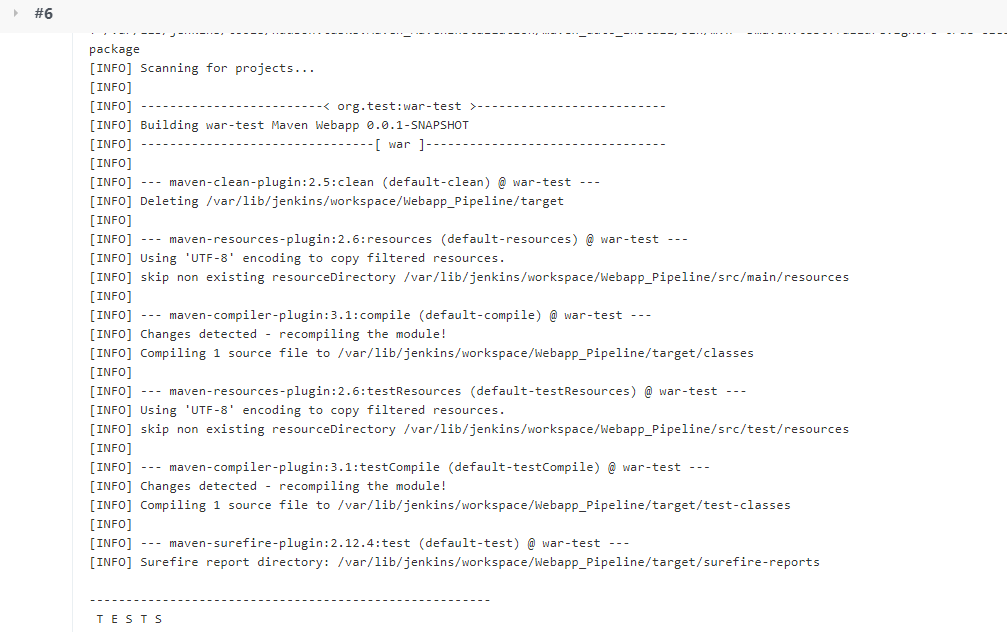 #6
package
[INFO] Scanning for projects...
[INFO]
[INFO] -------------------------< org.test:war-test >--------------------------
[INFO] Building war-test Maven Webapp 0.0.1-SNAPSHOT
[INFO] --------------------------------[ war ]---------------------------------
[INFO]
[INFO] --- maven-clean-plugin:2.5:clean (default-clean) @ war-test ---
[INFO] Deleting /var/lib/jenkins/workspace/Webapp_Pipeline/target
[INFO]
[INFO] --- maven-resources-plugin:2.6:resources (default-resources) @ war-test ---
[INFO] Using 'UTF-8' encoding to copy filtered resources.
[INFO] skip non existing resourceDirectory /var/lib/jenkins/workspace/Webapp_Pipeline/src/main/resources
[INFO]
[INFO] --- maven-compiler-plugin:3.1:compile (default-compile) @ war-test ---
[INFO] Changes detected - recompiling the module!
[INFO] Compiling 1 source file to /var/lib/jenkins/workspace/Webapp_Pipeline/target/classes
[INFO]
[INFO] --- maven-resources-plugin:2.6:testResources (default-testResources) @ war-test ---
[INFO] Using 'UTF-8' encoding to copy filtered resources.
[INFO] skip non existing resourceDirectory /var/lib/jenkins/workspace/Webapp_Pipeline/src/test/resources
[INFO]
[INFO] --- maven-compiler-plugin:3.1:testCompile (default-testCompile) @ war-test ---
[INFO] Changes detected - recompiling the module!
[INFO] Compiling 1 source file to /var/lib/jenkins/workspace/Webapp_Pipeline/target/test-classes
[INFO]
[INFO] --- maven-surefire-plugin:2.12.4:test (default-test) @ war-test ---
[INFO] Surefire report directory: /var/lib/jenkins/workspace/Webapp_Pipeline/target/surefire-reports
-------------------------------------------------------
T E S T S